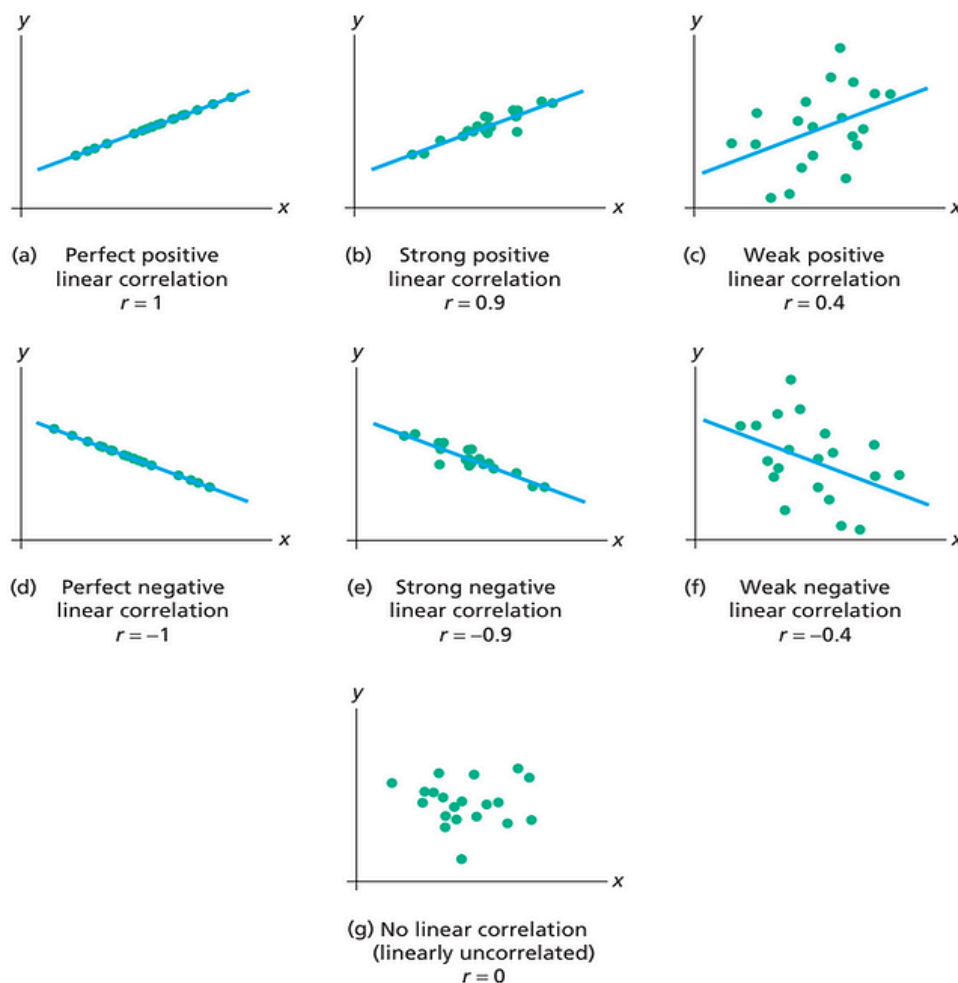 y
y
y
x
x
x
(a) Perfect positive
linear correlation
r = 1
(b) Strong positive
linear correlation
r = 0.9
(c) Weak positive
linear correlation
r = 0.4
y
y
y
x
x
x
(d) Perfect negative
linear correlation
r = −1
(e) Strong negative
linear correlation
r = −0.9
(f) Weak negative
linear correlation
r = −0.4
y
x
(g) No linear correlation
(linearly uncorrelated)
r = 0